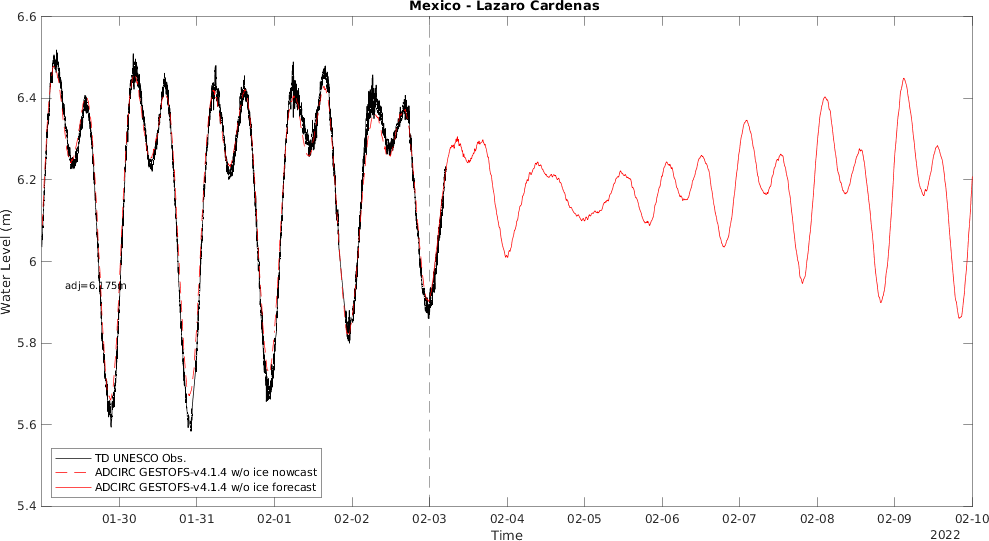 Mexico - Lazaro Cardenas
6.6
6.4
6.2
6
5.8
5.6
5.4
Water Level (m)
adj=6.175m
TD UNESCO Obs.
ADCIRC GESTOFS-v4.1.4 w/o ice nowcast
ADCIRC GESTOFS-v4.1.4 w/o ice forecast
01-30 01-31 02-01 02-02 02-03 02-04 02-05 02-06 02-07 02-08 02-09 02-10
Time
2022